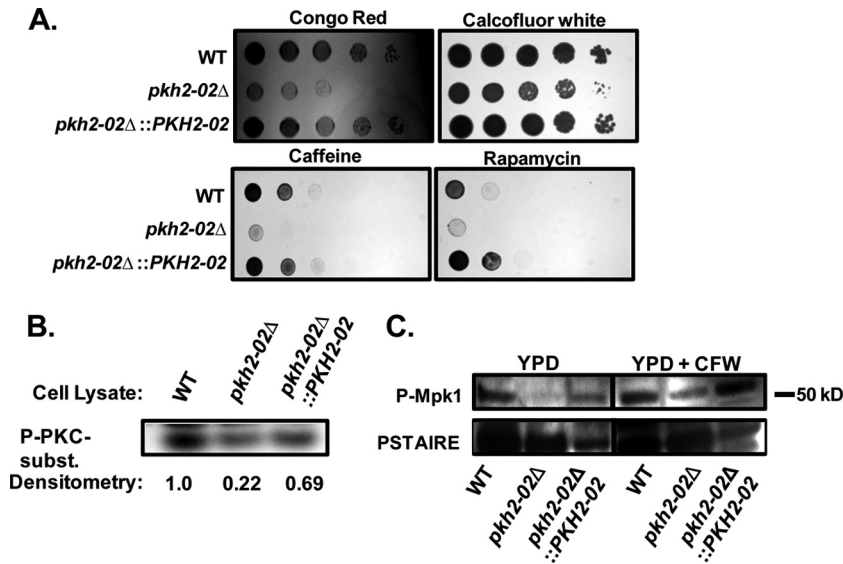 A.
Congo Red
Calcofluor white
WT
pkh2-02Δ
pkh2-02Δ::PKH2-02
Caffeine
Rapamycin
WT
pkh2-02Δ
pkh2-02Δ::PKH2-02
B.
Cell Lysate:
WT
pkh2-02Δ
pkh2-02Δ
::PKH2-02
P-PKC-
subst.
Densitometry: 1.0 0.22 0.69
C.
YPD
YPD + CFW
P-Mpk1
50 kD
PSTAIRE
WT
pkh2-02Δ
pkh2-02Δ
::PKH2-02
WT
pkh2-02Δ
pkh2-02Δ
::PKH2-02